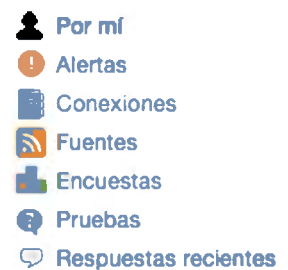 Por mí
Alertas
Conexiones
Fuentes
Encuestas
Pruebas
Respuestas recientes